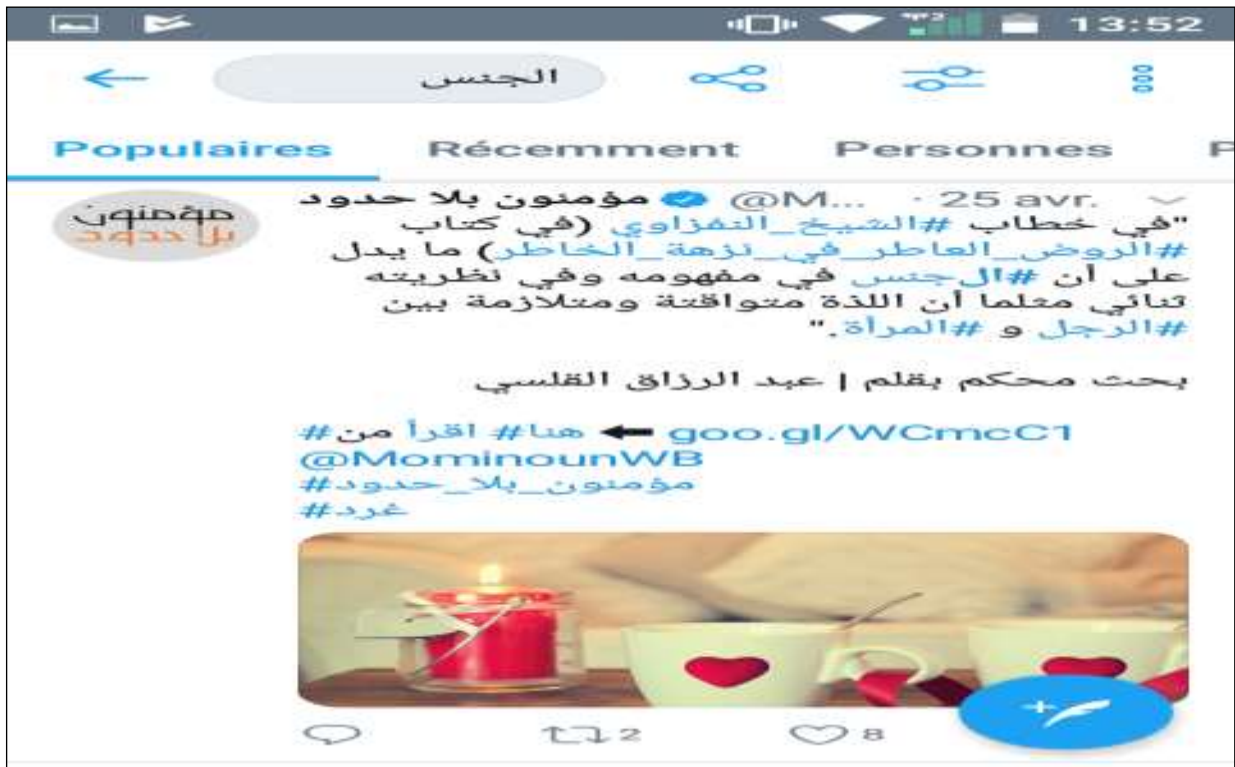 13:52
الجنس
Populaires Récemment Personnes P
مؤمنون بلا حدود
مؤمنون بلا حدود @M... · 25 avr.
"في خطاب #الشيخ_النفزاوي (في كتاب
#الروض_العاطر_في_نزهة_الخاطر) ما يدل
على أن #الجنس في مفهومه وفي نظريته
ثنائي مثلما أن اللذة متواقتة ومتلازمة بين
#الرجل و #المرأة."
بحث محكم بقلم | عبد الرزاق القلسي
#اقرأ من #هنا ⬅ goo.gl/WCmcC1
@MominounWB
#مؤمنون_بلا_حدود
#غرد
2 8